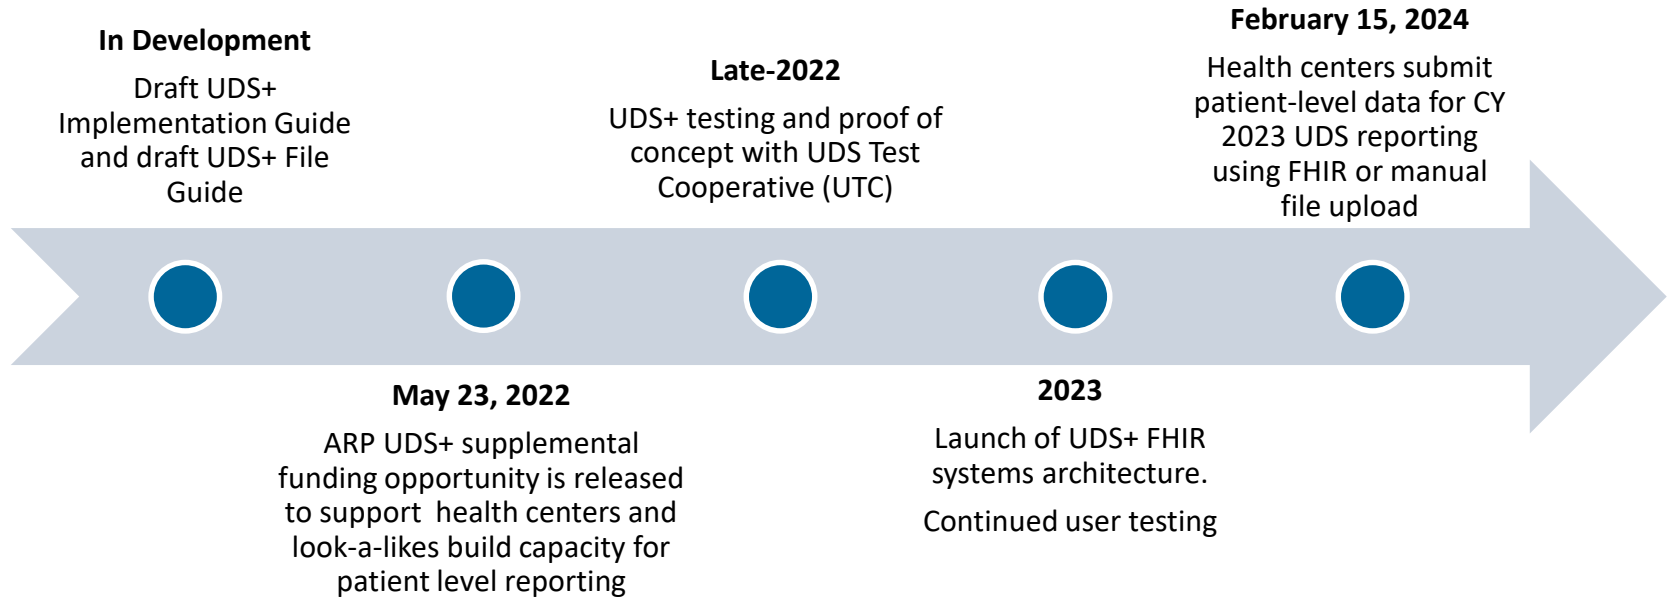 In Development
Draft UDS+
Implementation Guide
and draft UDS+ File
Guide
May 23, 2022
ARP UDS+ supplemental
funding opportunity is released
to support  health centers and
look-a-likes build capacity for
patient level reporting
Late-2022
UDS+ testing and proof of
concept with UDS Test
Cooperative (UTC)
2023
Launch of UDS+ FHIR
systems architecture.
Continued user testing
February 15, 2024
Health centers submit
patient-level data for CY
2023 UDS reporting
using FHIR or manual
file upload